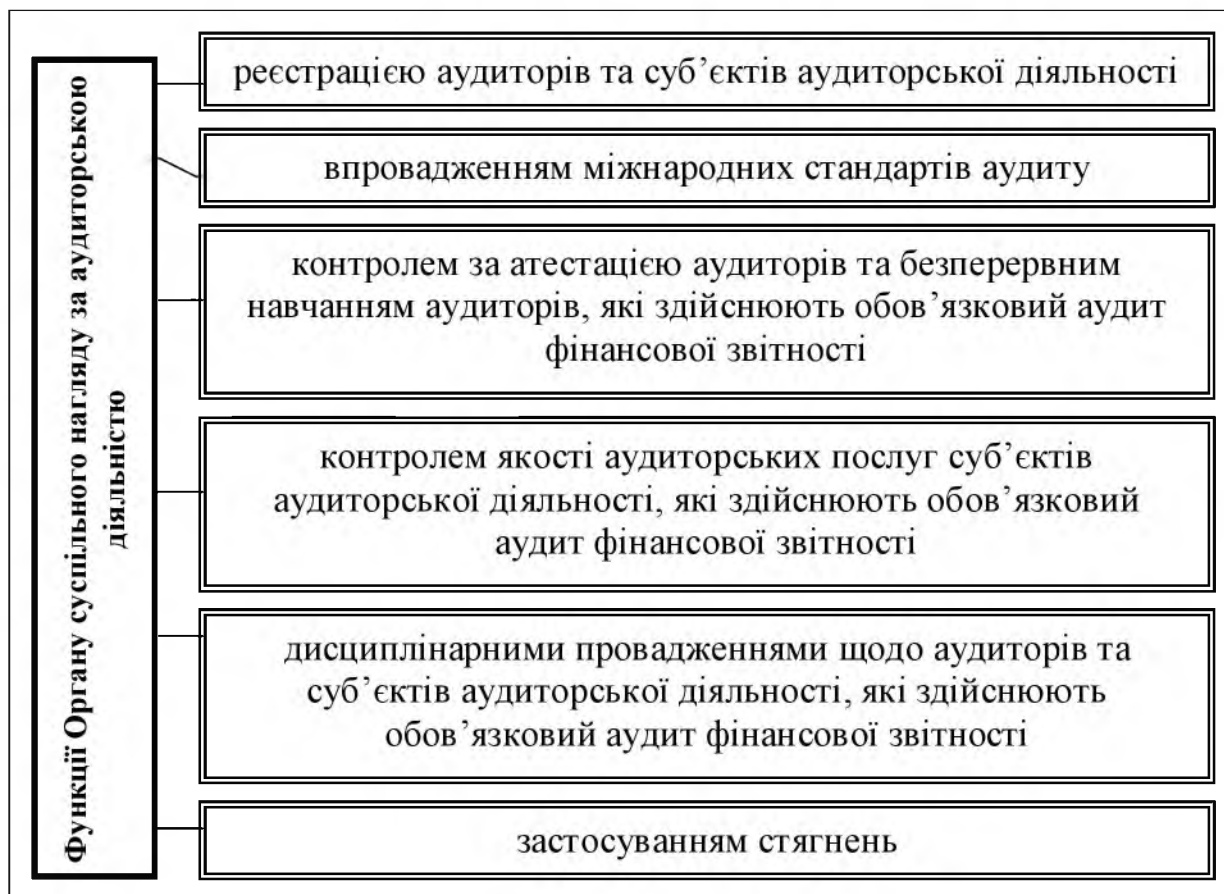 Функції Органу суспільного нагляду за аудиторською
діяльністю
реєстрацією аудиторів та суб’єктів аудиторської діяльності
впровадженням міжнародних стандартів аудиту
контролем за атестацією аудиторів та безперервним
навчанням аудиторів, які здійснюють обов’язковий аудит
фінансової звітності
контролем якості аудиторських послуг суб’єктів
аудиторської діяльності, які здійснюють обов’язковий
аудит фінансової звітності
дисциплінарними провадженнями щодо аудиторів та
суб’єктів аудиторської діяльності, які здійснюють
обов’язковий аудит фінансової звітності
застосуванням стягнень